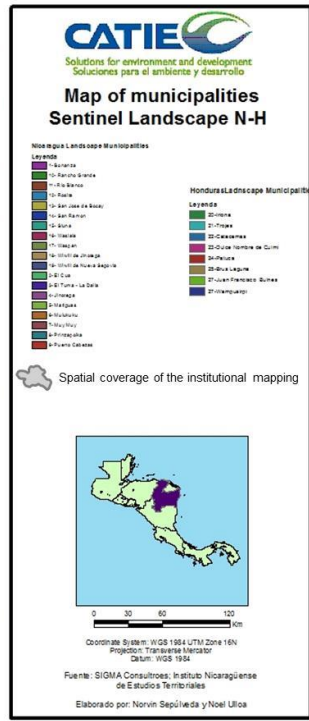 CATIE
Solutions for environment and development
Soluciones para el ambiente y desarrollo
Map of municipalities
Sentinel Landscape N-H
Nicaragua Landscape Municipalities
Leyenda
1- Bonanza
10- Rancho Grande
11- Rio Blanco
12- Rosita
13- San Jose de Bocay
14- San Ramon
15- Siuna
16- Waslala
17- Waspan
18- Wiwili de Jinotega
19- Wiwili de Nueva Segovia
2- El Cua
3- El Tuma - La Dalia
4- Jinotega
5- Matiguas
6- Mulukuku
7- Muy Muy
8- Prinzapolka
9- Puerto Cabezas
HondurasLadnscape Municipalitie
Leyenda
20-Iriona
21-Trojes
22-Catacamas
23-Dulce Nombre de Culmi
24-Patuca
25-Brus Laguna
27-Juan Francisco Bulnes
27-Wampusirpi
Spatial coverage of the institutional mapping
0 30 60 120
Km
Coordinate System: WGS 1984 UTM Zone 16N
Projection: Transverse Mercator
Datum: WGS 1984
Fuente: SIGMA Consultroes; Instituto Nicaragüense
de Estudios Territoriales
Elaborado por: Norvin Sepúlveda y Noel Ulloa